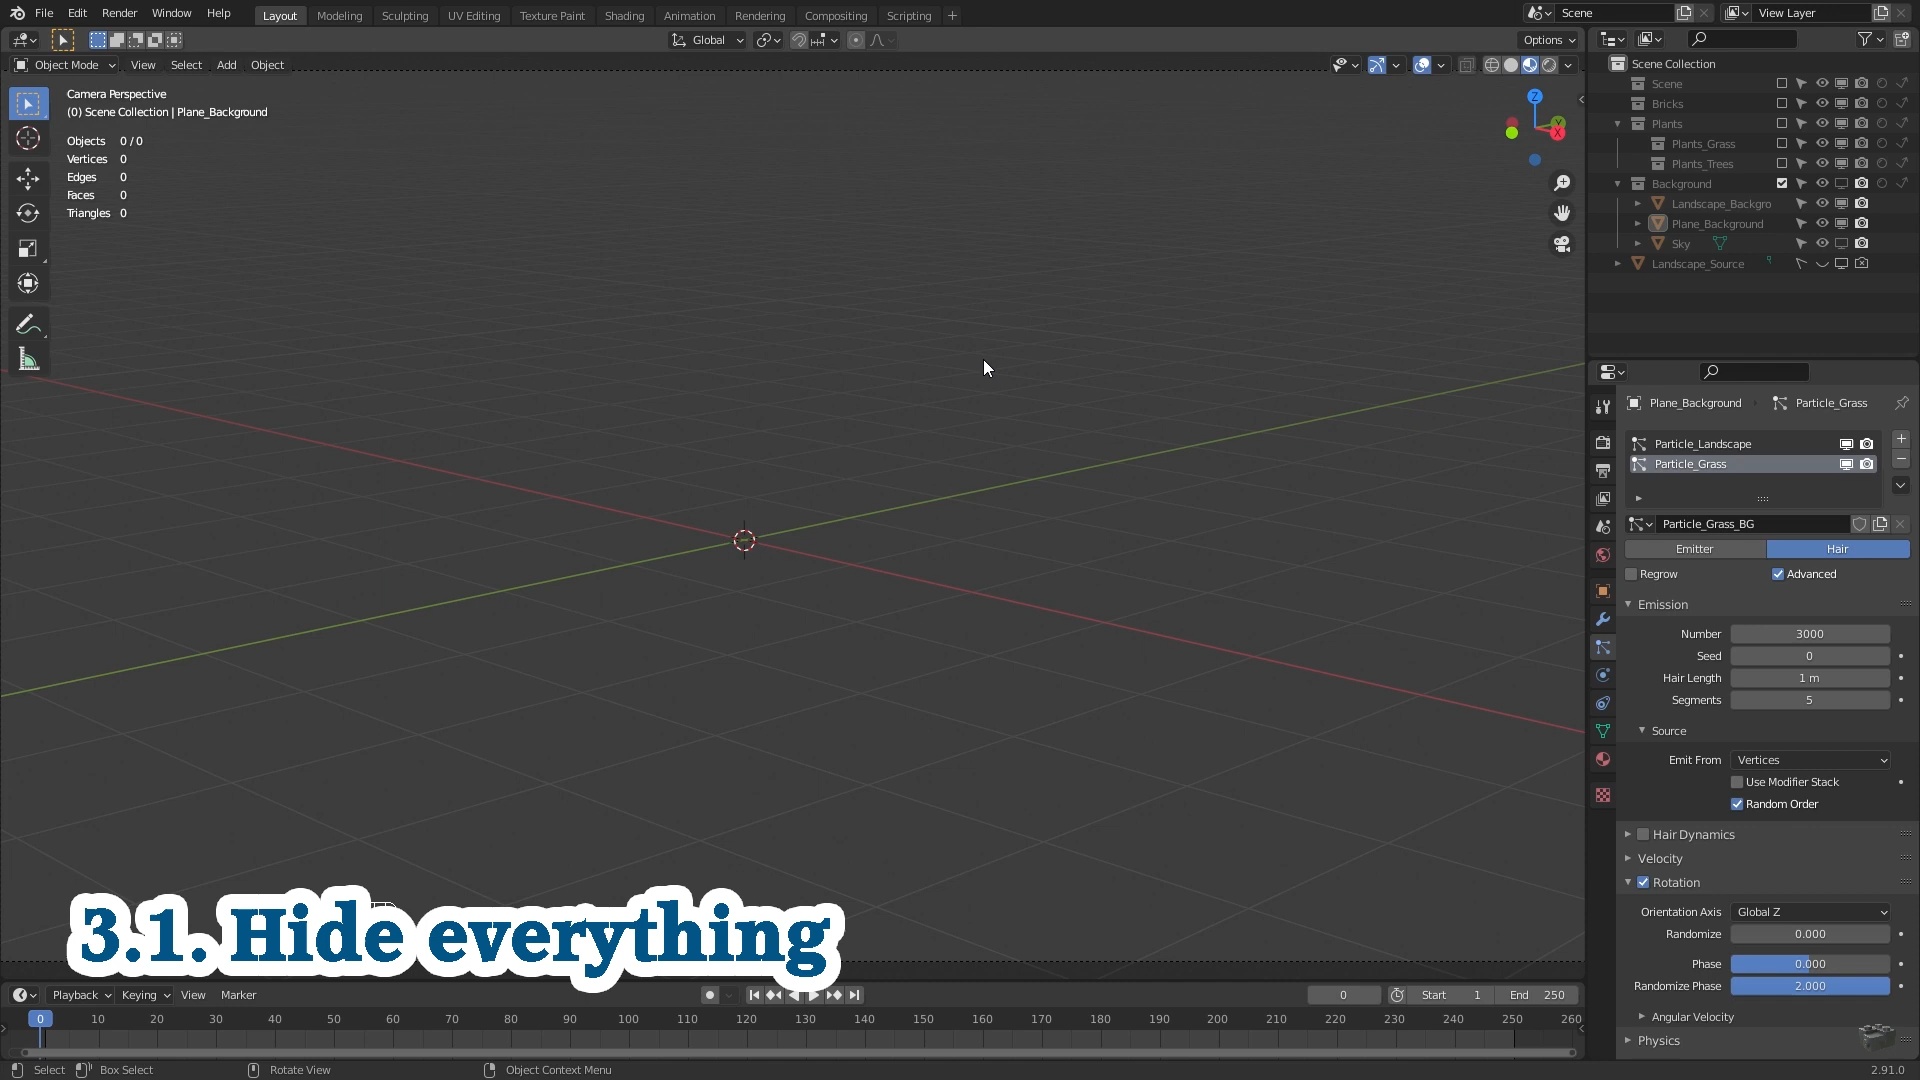 File Edit Render Window Help Layout Modeling Sculpting UV Editing Texture Paint Shading Animation Rendering Compositing Scripting + Scene View Layer
Global Options
Object Mode View Select Add Object
Camera Perspective
(0) Scene Collection | Plane_Background
Objects 0 / 0
Vertices 0
Edges 0
Faces 0
Triangles 0
Z
Y
X
Scene Collection
Scene
Bricks
Plants
Plants_Grass
Plants_Trees
Background
Landscape_Backgro
Plane_Background
Sky
Landscape_Source
Plane_Background Particle_Grass
Particle_Landscape
Particle_Grass
Particle_Grass_BG
Emitter Hair
Regrow Advanced
Emission
Number 3000
Seed 0
Hair Length 1 m
Segments 5
Source
Emit From Vertices
Use Modifier Stack
Random Order
Hair Dynamics
Velocity
Rotation
Orientation Axis Global Z
Randomize 0.000
Phase 0.000
Randomize Phase 2.000
Angular Velocity
Physics
3.1. Hide everything
Playback Keying View Marker 0 Start 1 End 250
0 10 20 30 40 50 60 70 80 90 100 110 120 130 140 150 160 170 180 190 200 210 220 230 240 250 260
Select Box Select Rotate View Object Context Menu 2.91.0